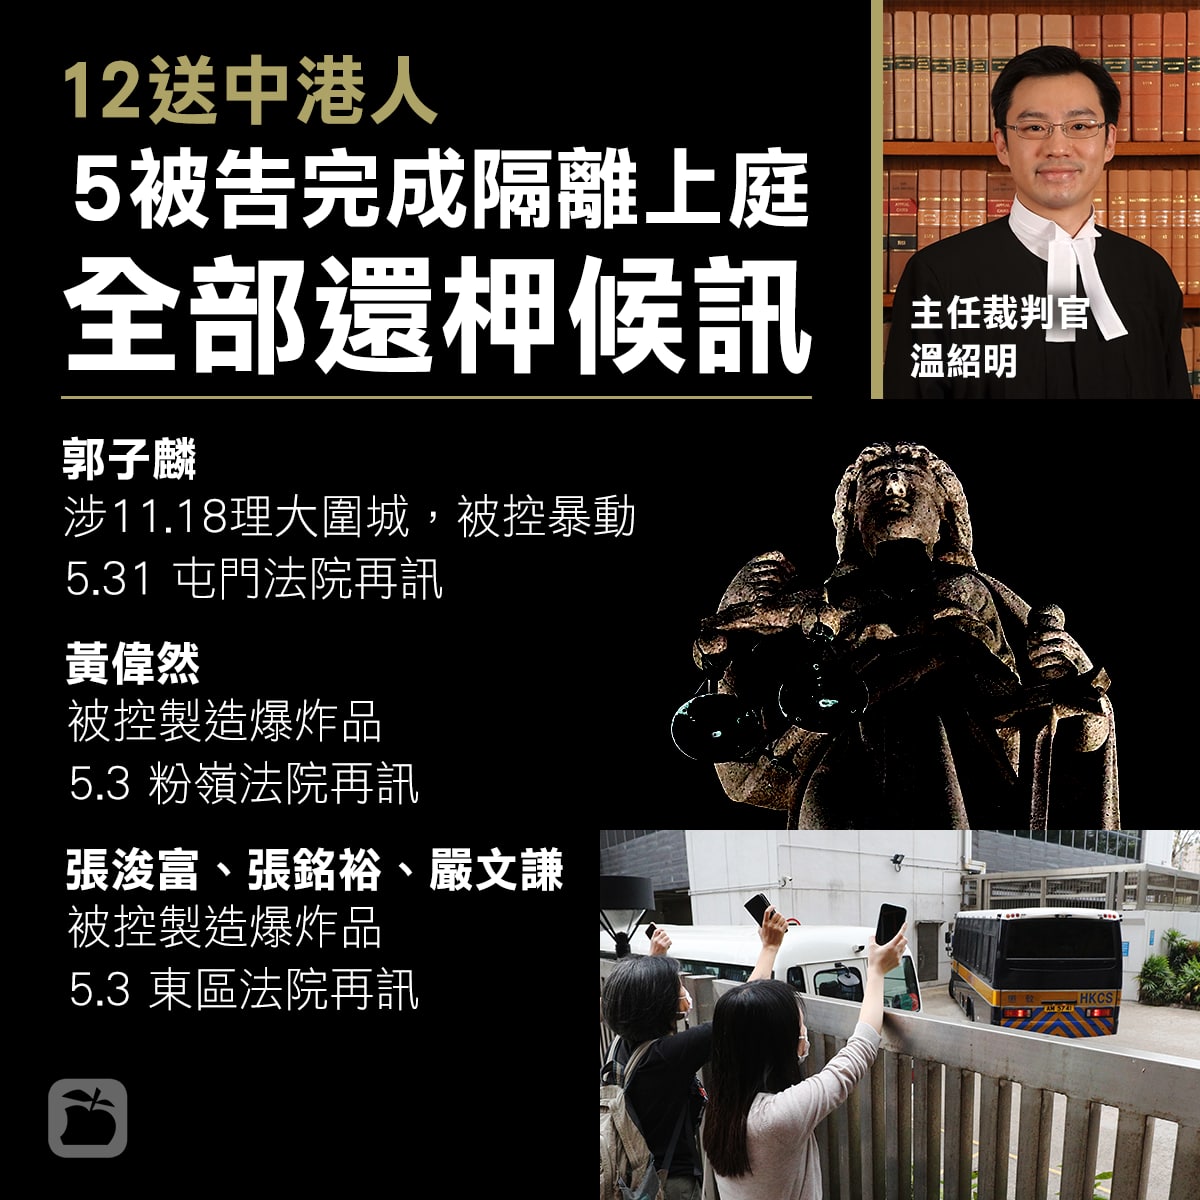 12送中港人
5被告完成隔離上庭
全部還柙候訊
主任裁判官
溫紹明
郭子麟
涉11.18理大圍城，被控暴動
5.31 屯門法院再訊
黃偉然
被控製造爆炸品
5.3 粉嶺法院再訊
張浚富、張銘裕、嚴文謙
被控製造爆炸品
5.3 東區法院再訊
懲教 HKCS